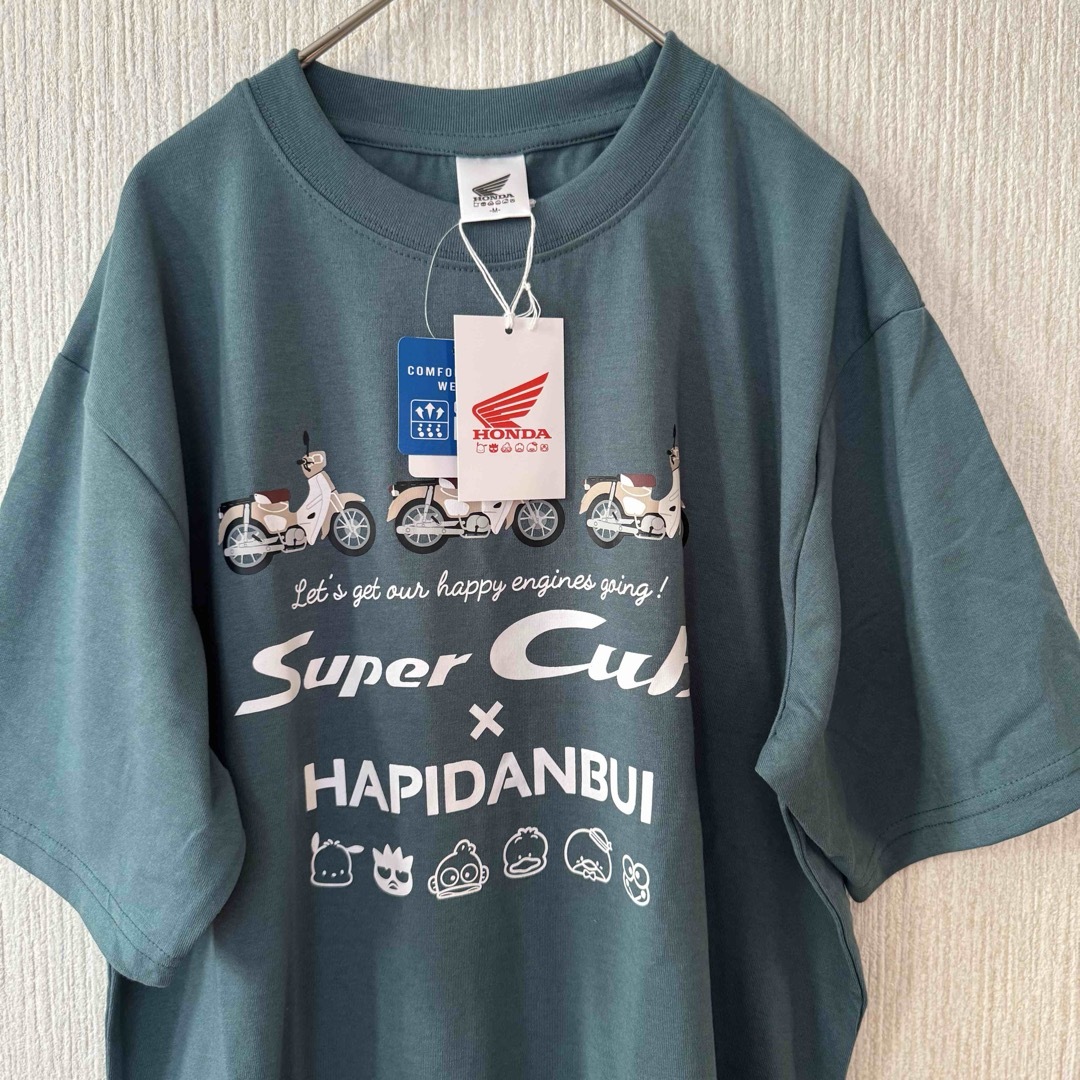 HONDA
-M-
COMFO
WE
HONDA
Let's get our happy engines going!
Super Cub
×
HAPIDANBUI